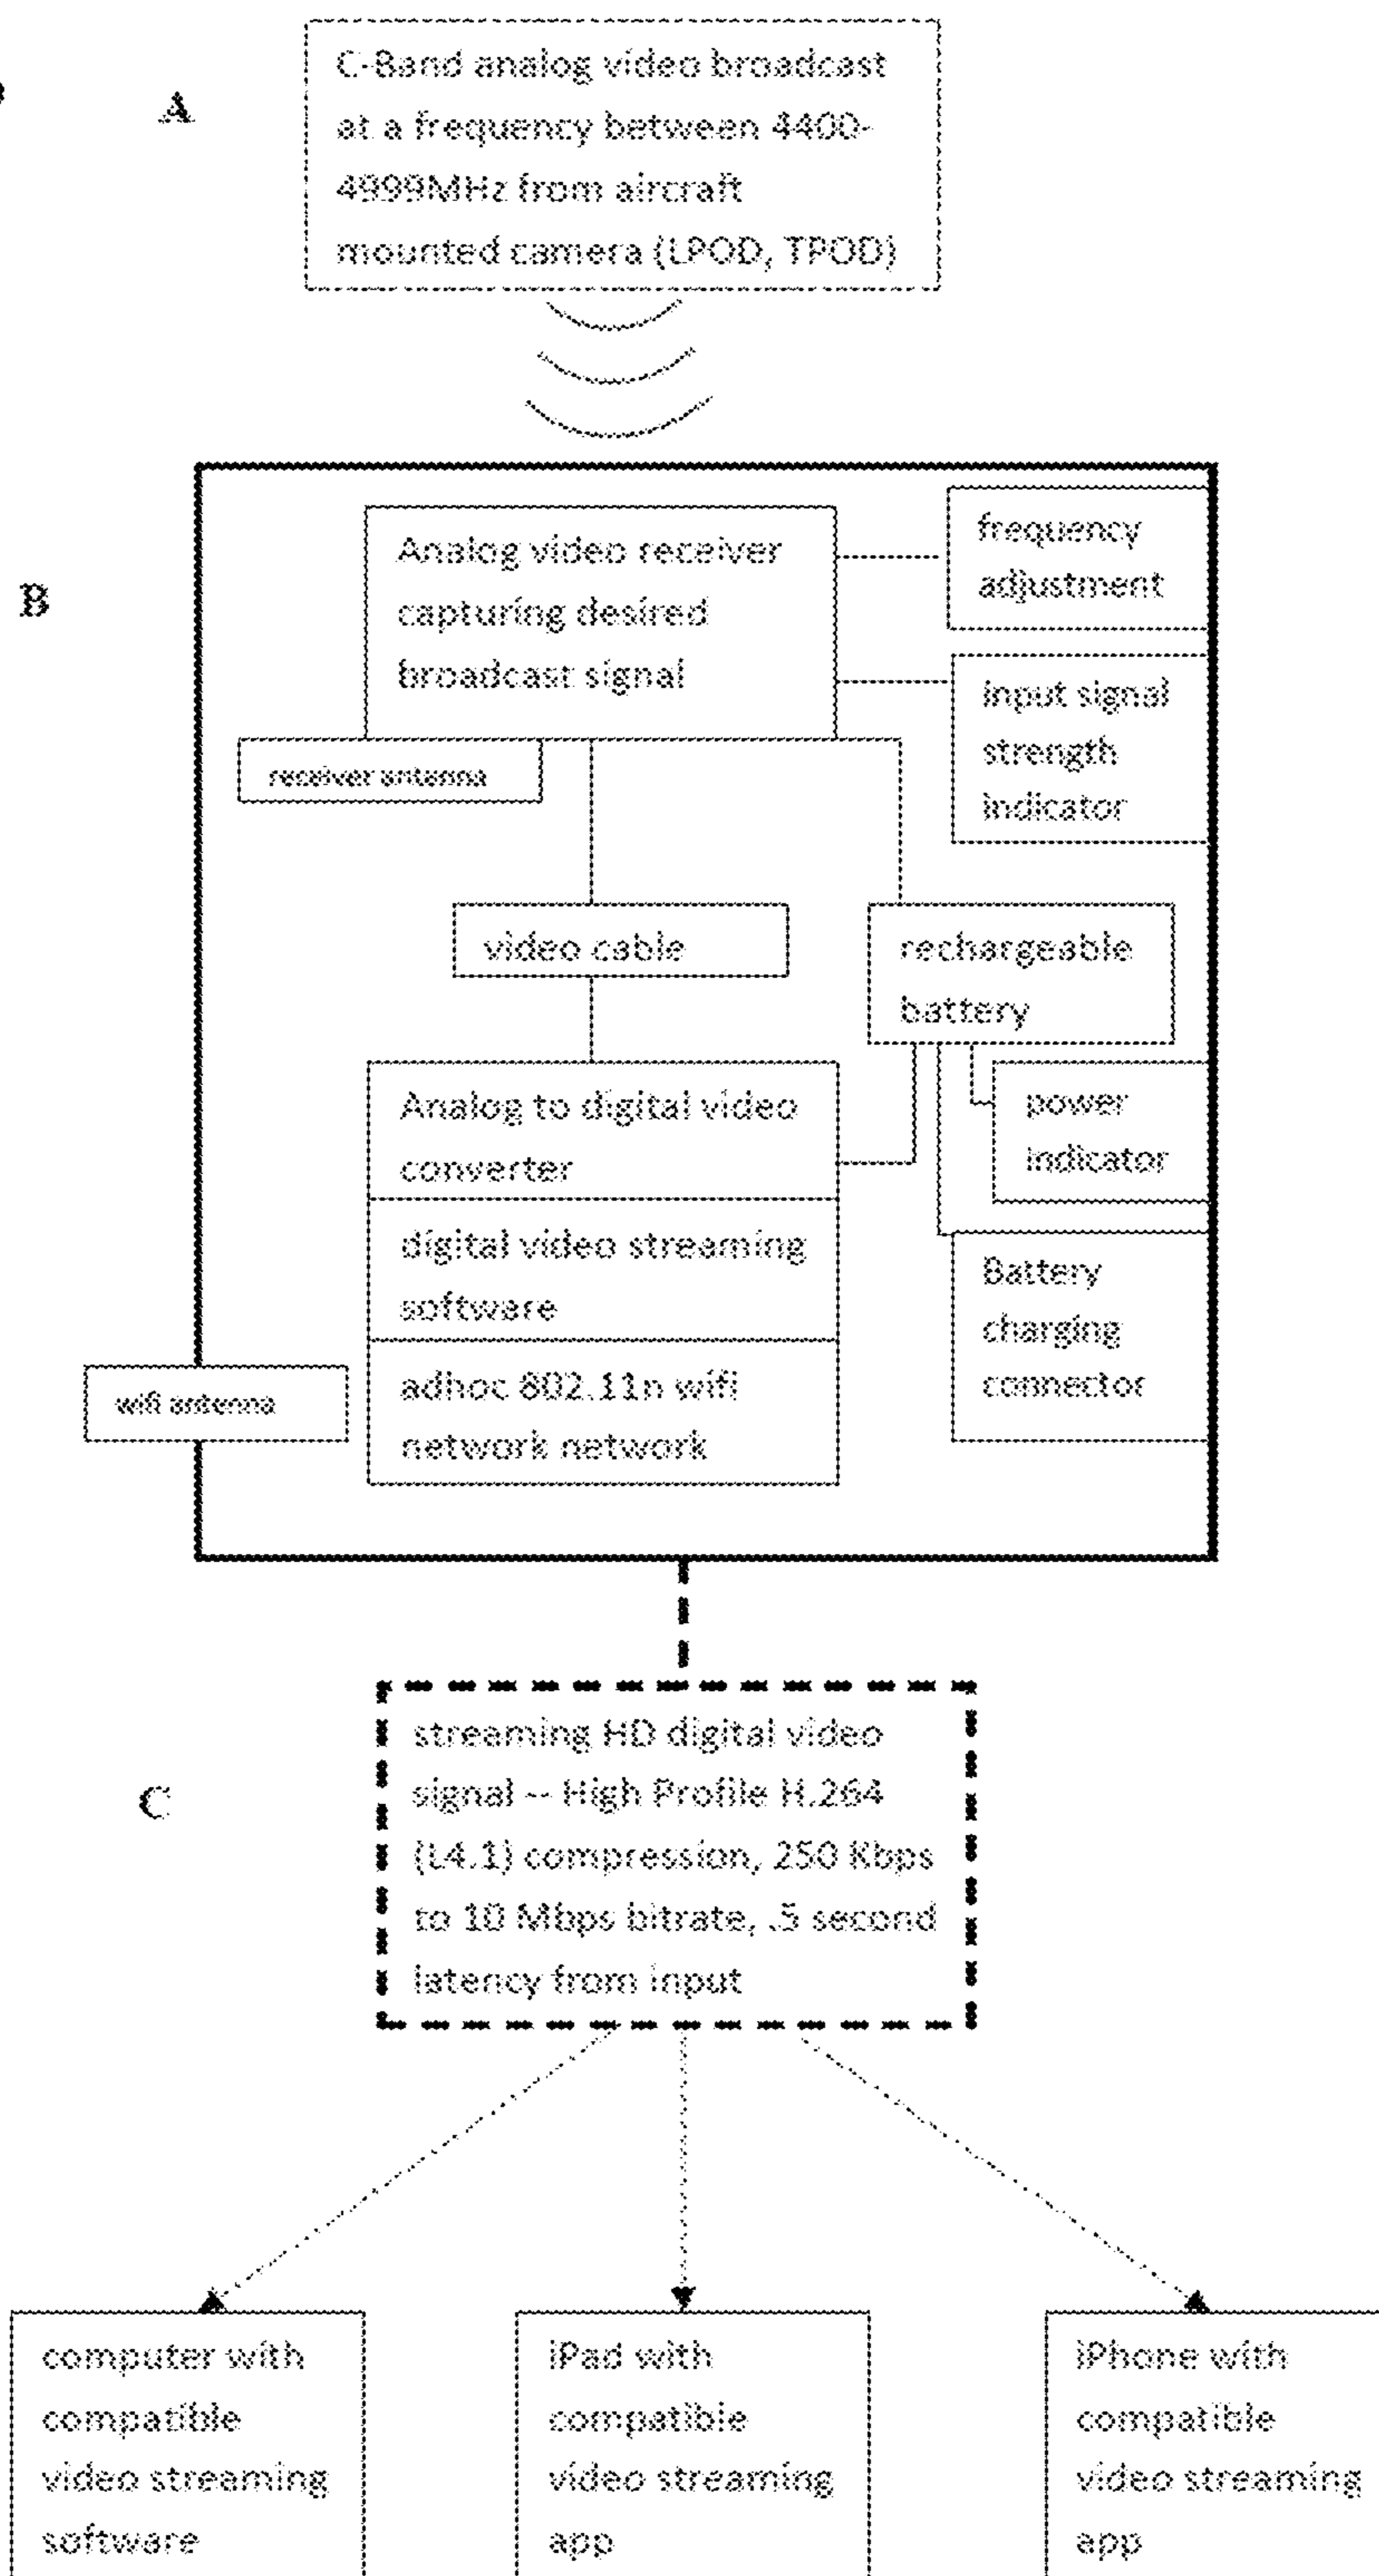 A
C-Band analog video broadcast
at a frequency between 4400-
4999MHz from aircraft
mounted camera (LPOD, TPOD)
B
Analog video receiver
capturing desired
broadcast signal
frequency
adjustment
input signal
strength
indicator
receiver antenna
video cable
rechargeable
battery
Analog to digital video
converter
power
indicator
digital video streaming
software
Battery
charging
connector
wifi antenna
adhoc 802.11n wifi
network network
C
streaming HD digital video
signal -- High Profile H.264
(L4.1) compression, 250 Kbps
to 10 Mbps bitrate, .5 second
latency from input
computer with
compatible
video streaming
software
iPad with
compatible
video streaming
app
iPhone with
compatible
video streaming
app